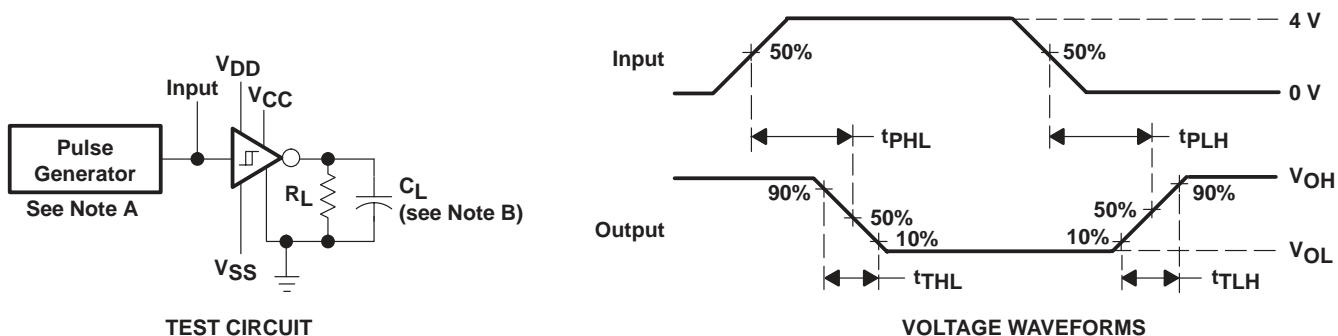 VDD
Input
VCC
Pulse
Generator
See Note A
RL
CL
(see Note B)
VSS
TEST CIRCUIT
4 V
Input
50%
50%
0 V
tPHL
tPLH
VOH
90%
90%
50%
50%
Output
10%
10%
VOL
tTHL
tTLH
VOLTAGE WAVEFORMS